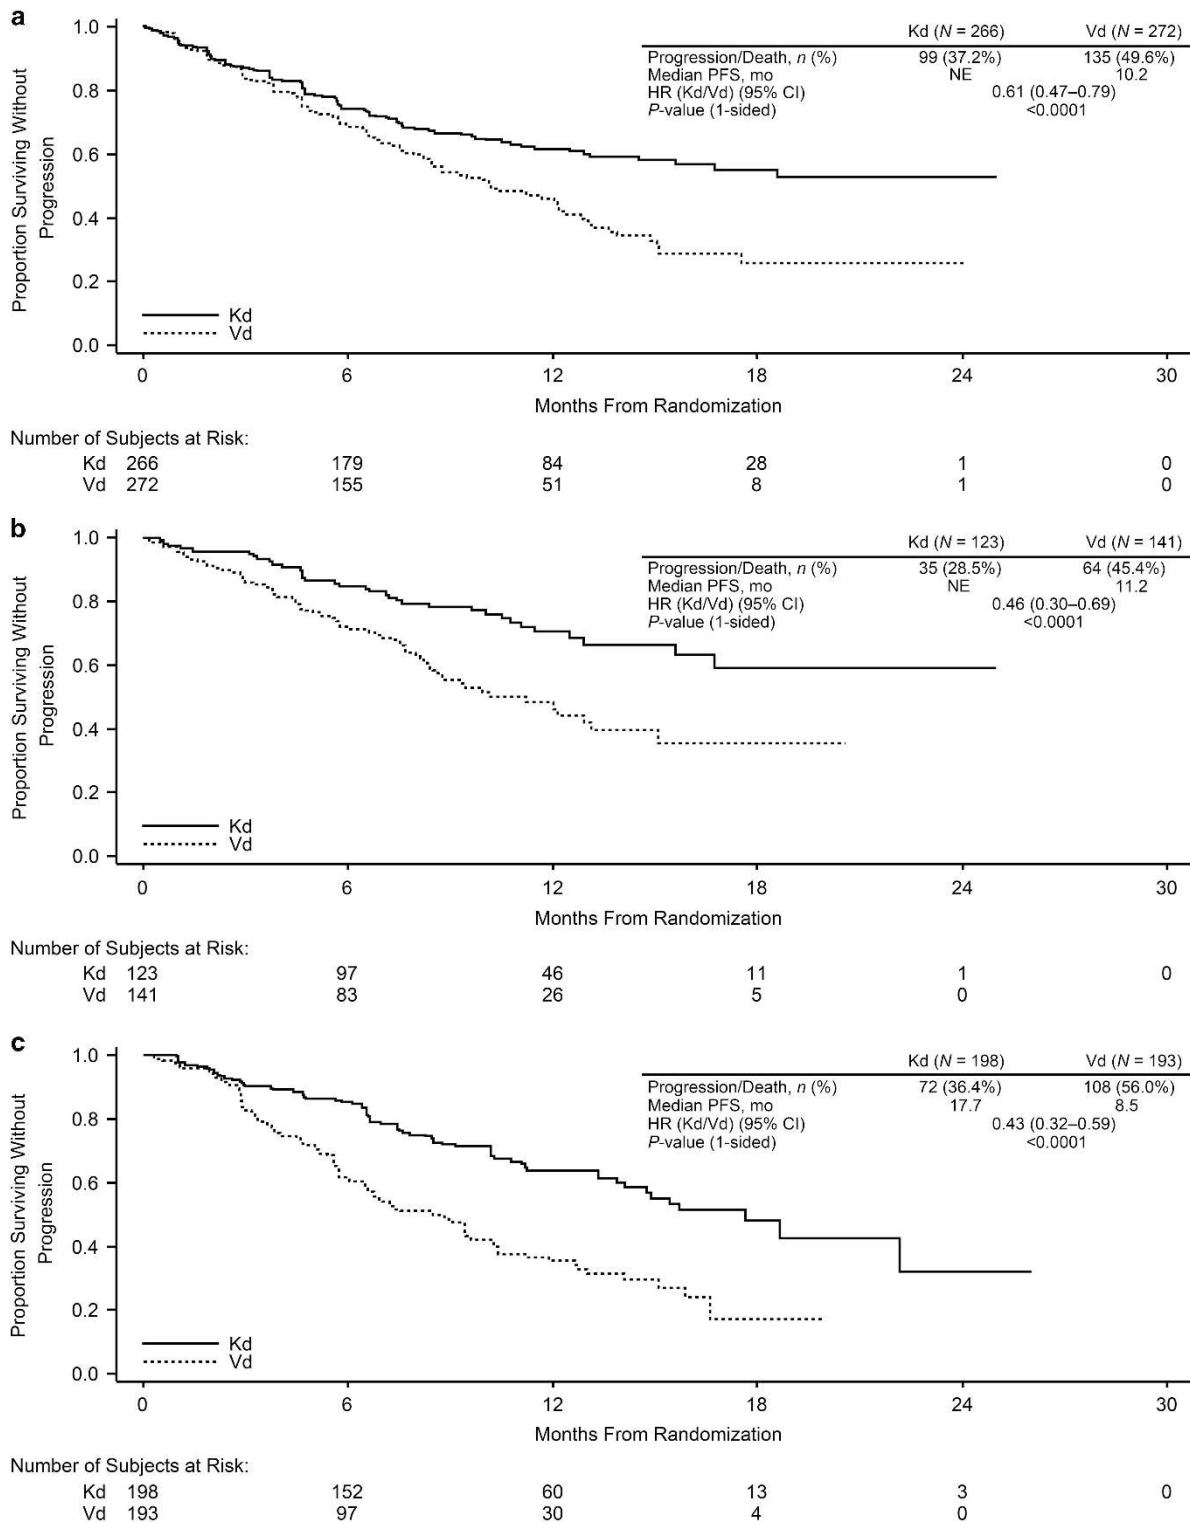 a
Kd (N = 266) Vd (N = 272)
Progression/Death, n (%) 99 (37.2%) 135 (49.6%)
Median PFS, mo NE 10.2
HR (Kd/Vd) (95% CI) 0.61 (0.47–0.79)
P-value (1-sided) <0.0001
Proportion Surviving Without
Progression
1.0
0.8
0.6
0.4
0.2
0.0
Kd
Vd
0 6 12 18 24 30
Months From Randomization
Number of Subjects at Risk:
Kd 266 179 84 28 1 0
Vd 272 155 51 8 1 0
b
Kd (N = 123) Vd (N = 141)
Progression/Death, n (%) 35 (28.5%) 64 (45.4%)
Median PFS, mo NE 11.2
HR (Kd/Vd) (95% CI) 0.46 (0.30–0.69)
P-value (1-sided) <0.0001
Proportion Surviving Without
Progression
1.0
0.8
0.6
0.4
0.2
0.0
Kd
Vd
0 6 12 18 24 30
Months From Randomization
Number of Subjects at Risk:
Kd 123 97 46 11 1 0
Vd 141 83 26 5 0
c
Kd (N = 198) Vd (N = 193)
Progression/Death, n (%) 72 (36.4%) 108 (56.0%)
Median PFS, mo 17.7 8.5
HR (Kd/Vd) (95% CI) 0.43 (0.32–0.59)
P-value (1-sided) <0.0001
Proportion Surviving Without
Progression
1.0
0.8
0.6
0.4
0.2
0.0
Kd
Vd
0 6 12 18 24 30
Months From Randomization
Number of Subjects at Risk:
Kd 198 152 60 13 3 0
Vd 193 97 30 4 0